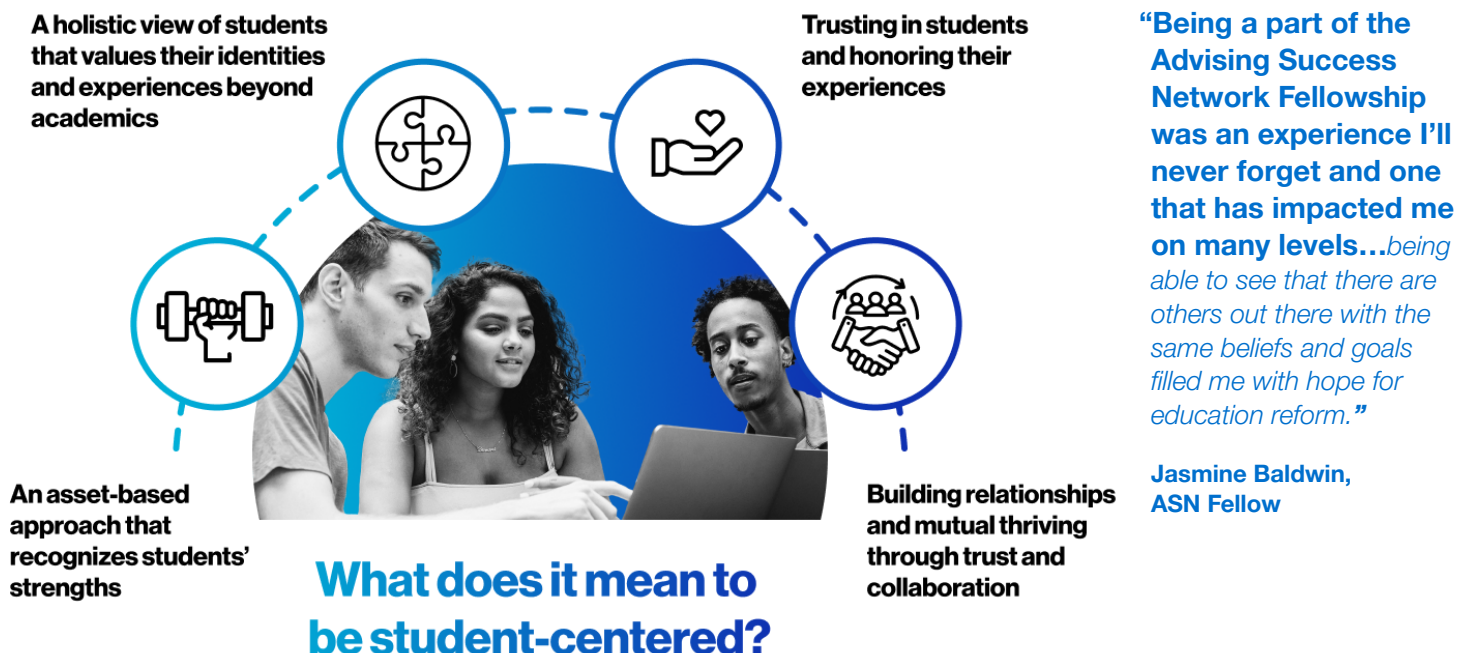 A holistic view of students
that values their identities
and experiences beyond
academics
Trusting in students
and honoring their
experiences
An asset-based
approach that
recognizes students’
strengths
Building relationships
and mutual thriving
through trust and
collaboration
What does it mean to
be student-centered?
“Being a part of the
Advising Success
Network Fellowship
was an experience I’ll
never forget and one
that has impacted me
on many levels…being
able to see that there are
others out there with the
same beliefs and goals
filled me with hope for
education reform.”
Jasmine Baldwin,
ASN Fellow